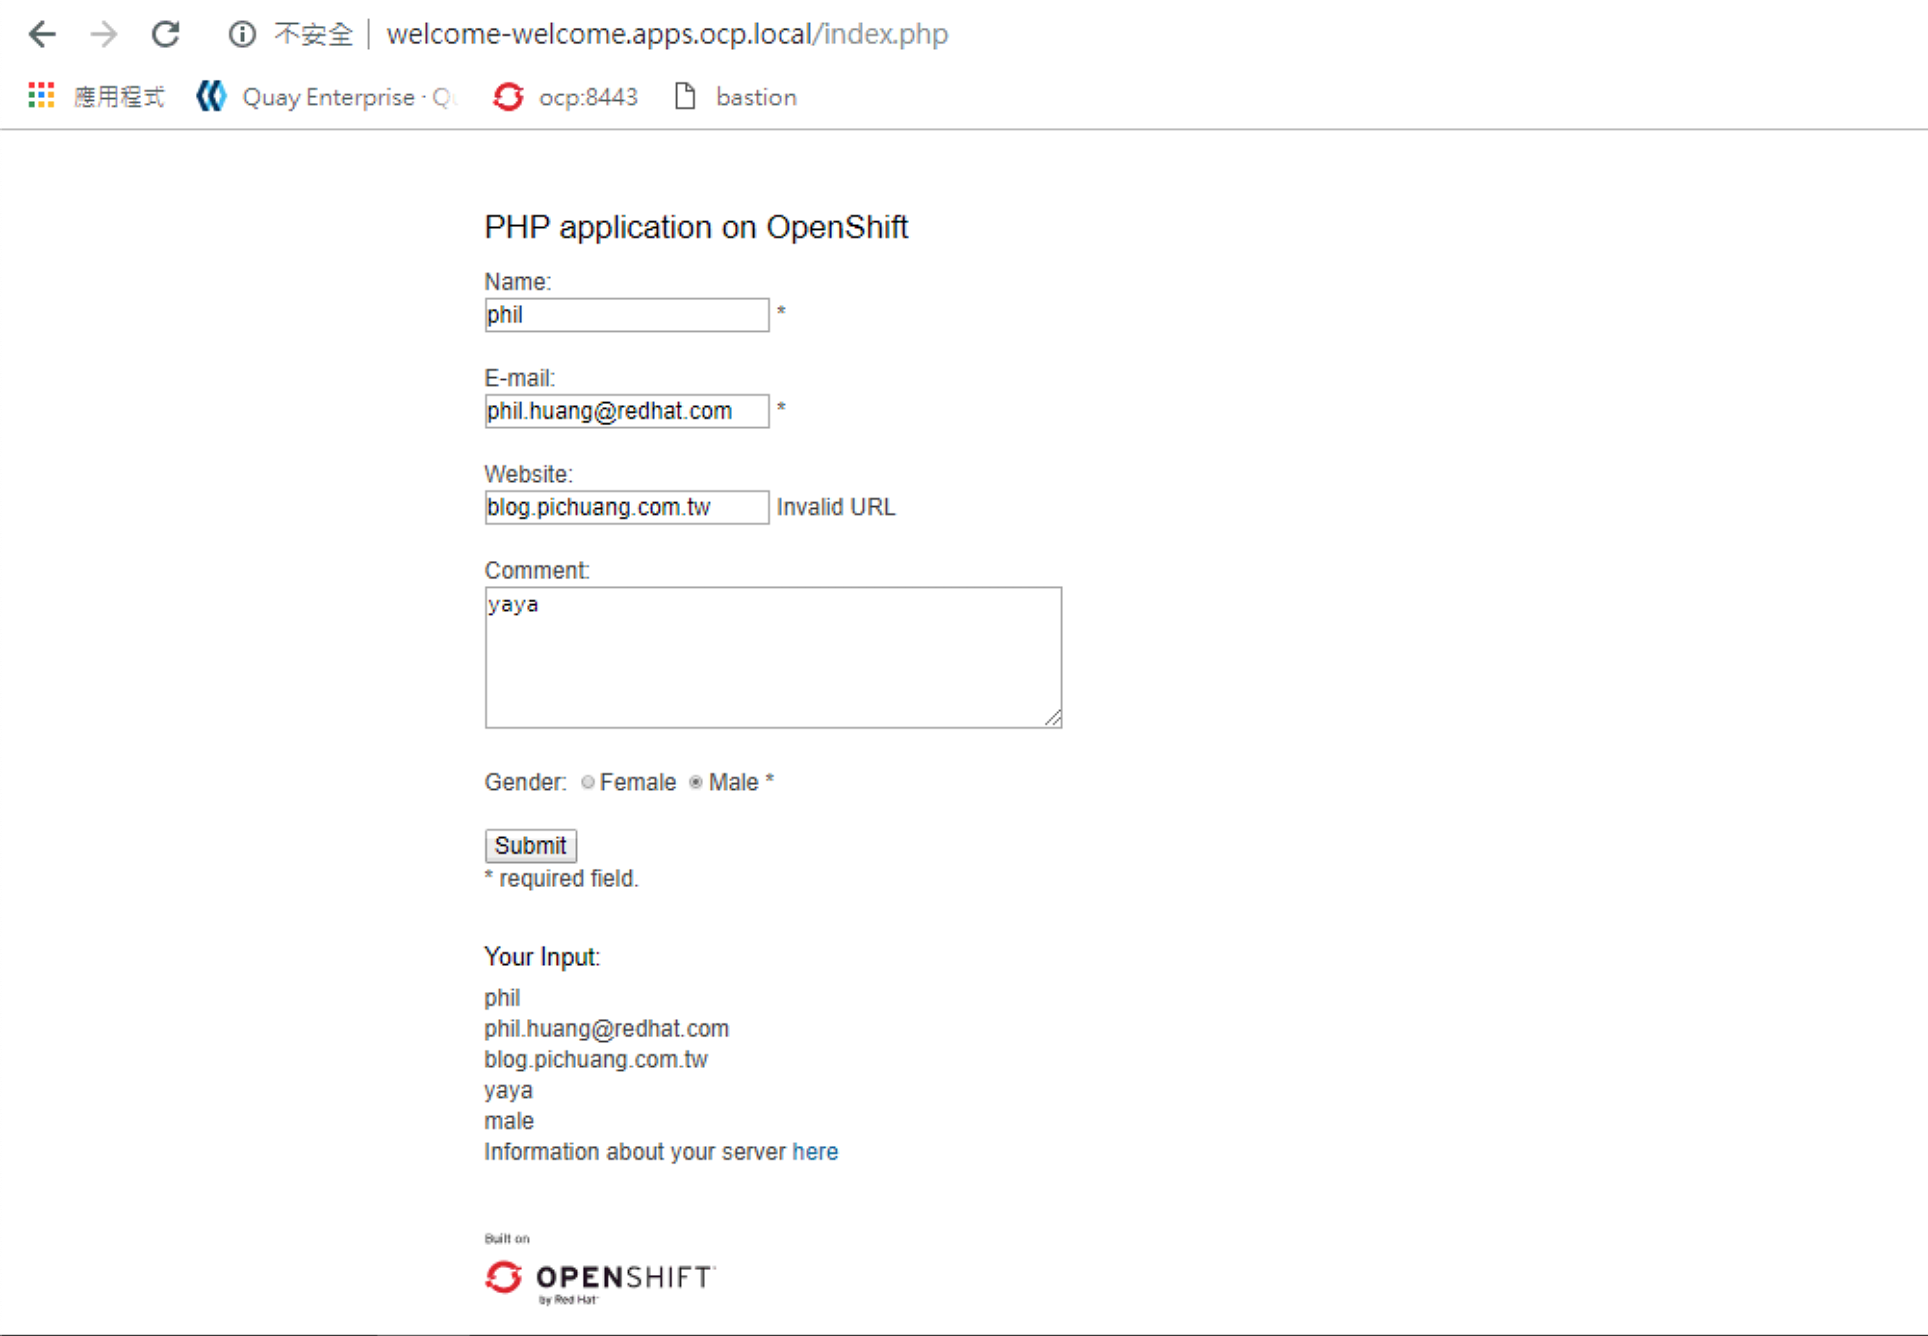 不安全 | welcome-welcome.apps.ocp.local/index.php
應用程式 Quay Enterprise · Qu ocp:8443 bastion
PHP application on OpenShift
Name:
phil *
E-mail:
phil.huang@redhat.com *
Website:
blog.pichuang.com.tw Invalid URL
Comment:
yaya
Gender: Female Male *
Submit
* required field.
Your Input:
phil
phil.huang@redhat.com
blog.pichuang.com.tw
yaya
male
Information about your server here
Built on
OPENSHIFT
by Red Hat